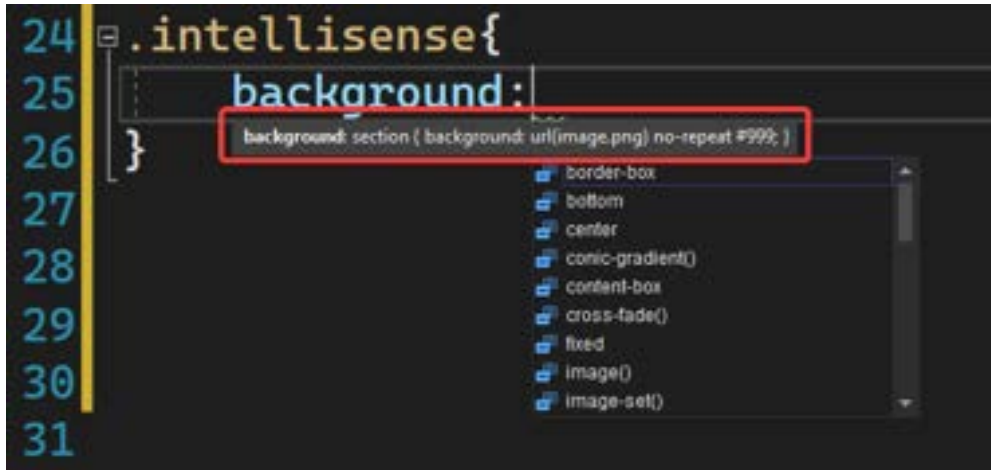 24 .intellisense{
25 background:
background: section { background: url(image.png) no-repeat #999; }
26 }
border-box
27 bottom
center
28 conic-gradient()
content-box
29 cross-fade()
fixed
30 image()
image-set()
31